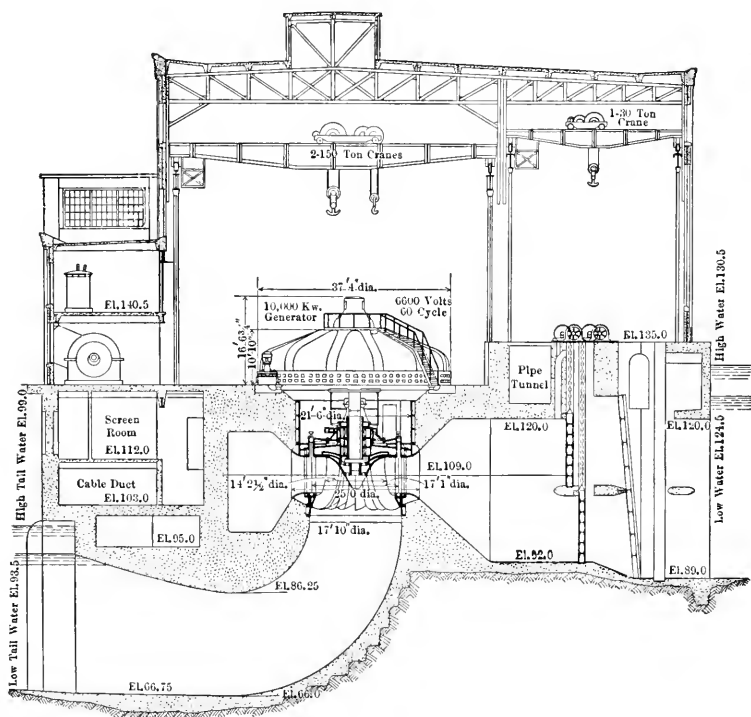 1-30 Ton
Crane
2-150 Ton Cranes
37'4" dia.
10,000 Kw.
Generator
6600 Volts
60 Cycle
10'10¼"
El.140.5
El.135.0
High Water El.130.5
Pipe
Tunnel
Screen
Room
El.112.0
21'6" dia.
El.120.0
El.120.0
High Tail Water El.99.0
Low Water El.124.5
Cable Duct
El.103.0
14'2½" dia.
25'0 dia.
El.109.0
17'1" dia.
17'10" dia.
El.95.0
El.92.0
El.89.0
Low Tail Water El.93.5
El.86.25
El.66.75
El.66.0